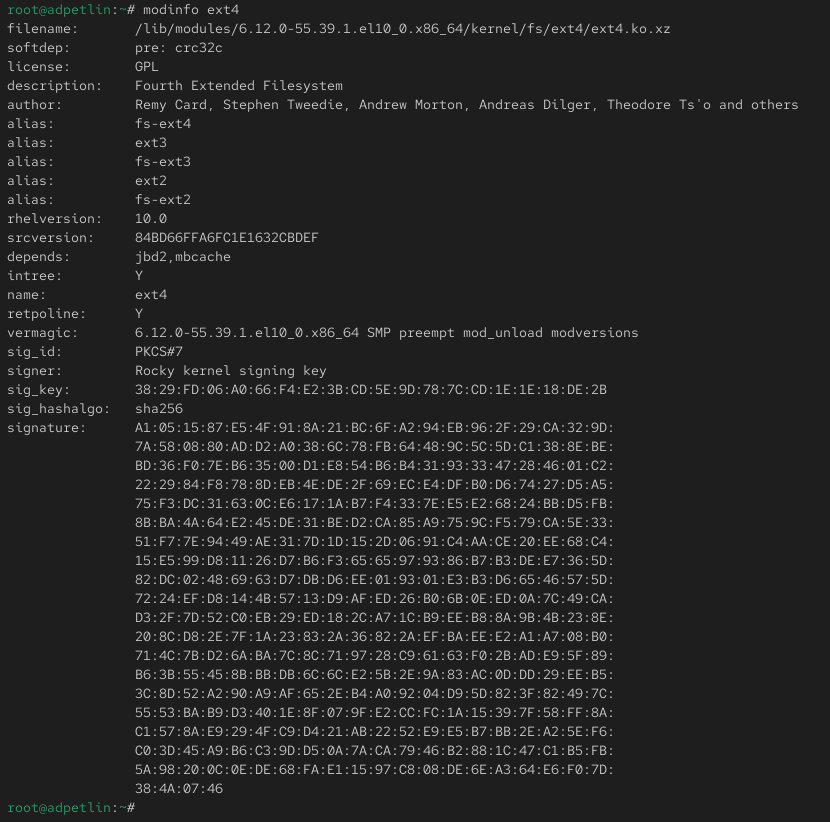 root@adpetlin:~# modinfo ext4
filename:       /lib/modules/6.12.0-55.39.1.el10_0.x86_64/kernel/fs/ext4/ext4.ko.xz
softdep:        pre: crc32c
license:        GPL
description:    Fourth Extended Filesystem
author:         Remy Card, Stephen Tweedie, Andrew Morton, Andreas Dilger, Theodore Ts'o and others
alias:          fs-ext4
alias:          ext3
alias:          fs-ext3
alias:          ext2
alias:          fs-ext2
rhelversion:    10.0
srcversion:     84BD66FFA6FC1E1632CBDEF
depends:        jbd2,mbcache
intree:         Y
name:           ext4
retpoline:      Y
vermagic:       6.12.0-55.39.1.el10_0.x86_64 SMP preempt mod_unload modversions
sig_id:         PKCS#7
signer:         Rocky kernel signing key
sig_key:        38:29:FD:06:A0:66:F4:E2:3B:CD:5E:9D:78:7C:CD:1E:1E:18:DE:2B
sig_hashalgo:   sha256
signature:      A1:05:15:87:E5:4F:91:8A:21:BC:6F:A2:94:EB:96:2F:29:CA:32:9D:
                7A:58:08:80:AD:D2:A0:38:6C:78:FB:64:48:9C:5C:5D:C1:38:8E:BE:
                BD:36:F0:7E:B6:35:00:D1:E8:54:B6:B4:31:93:33:47:28:46:01:C2:
                22:29:84:F8:78:8D:EB:4E:DE:2F:69:EC:E4:DF:B0:D6:74:27:D5:A5:
                75:F3:DC:31:63:0C:E6:17:1A:B7:F4:33:7E:E5:E2:68:24:BB:D5:FB:
                8B:BA:4A:64:E2:45:DE:31:BE:D2:CA:85:A9:75:9C:F5:79:CA:5E:33:
                51:F7:7E:94:49:AE:31:7D:1D:15:2D:06:91:C4:AA:CE:20:EE:68:C4:
                15:E5:99:D8:11:26:D7:B6:F3:65:65:97:93:86:B7:B3:DE:E7:36:5D:
                82:DC:02:48:69:63:D7:DB:D6:EE:01:93:01:E3:B3:D6:65:46:57:5D:
                72:24:EF:D8:14:4B:57:13:D9:AF:ED:26:B0:6B:0E:ED:0A:7C:49:CA:
                D3:2F:7D:52:C0:EB:29:ED:18:2C:A7:1C:B9:EE:B8:8A:9B:4B:23:8E:
                20:8C:D8:2E:7F:1A:23:83:2A:36:82:2A:EF:BA:EE:E2:A1:A7:08:B0:
                71:4C:7B:D2:6A:BA:7C:8C:71:97:28:C9:61:63:F0:2B:AD:E9:5F:89:
                B6:3B:55:45:8B:BB:DB:6C:6C:E2:5B:2E:9A:83:AC:0D:DD:29:EE:B5:
                3C:8D:52:A2:90:A9:AF:65:2E:B4:A0:92:04:D9:5D:82:3F:82:49:7C:
                55:53:BA:B9:D3:40:1E:8F:07:9F:E2:CC:FC:1A:15:39:7F:58:FF:8A:
                C1:57:8A:E9:29:4F:C9:D4:21:AB:22:52:E9:E5:B7:BB:2E:A2:5E:F6:
                C0:3D:45:A9:B6:C3:9D:D5:0A:7A:CA:79:46:B2:88:1C:47:C1:B5:FB:
                5A:98:20:0C:0E:DE:68:FA:E1:15:97:C8:08:DE:6E:A3:64:E6:F0:7D:
                38:4A:07:46
root@adpetlin:~#